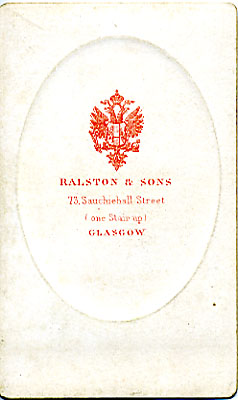 RALSTON & SONS
73, Sauchiehall Street
(one Stair up)
GLASGOW